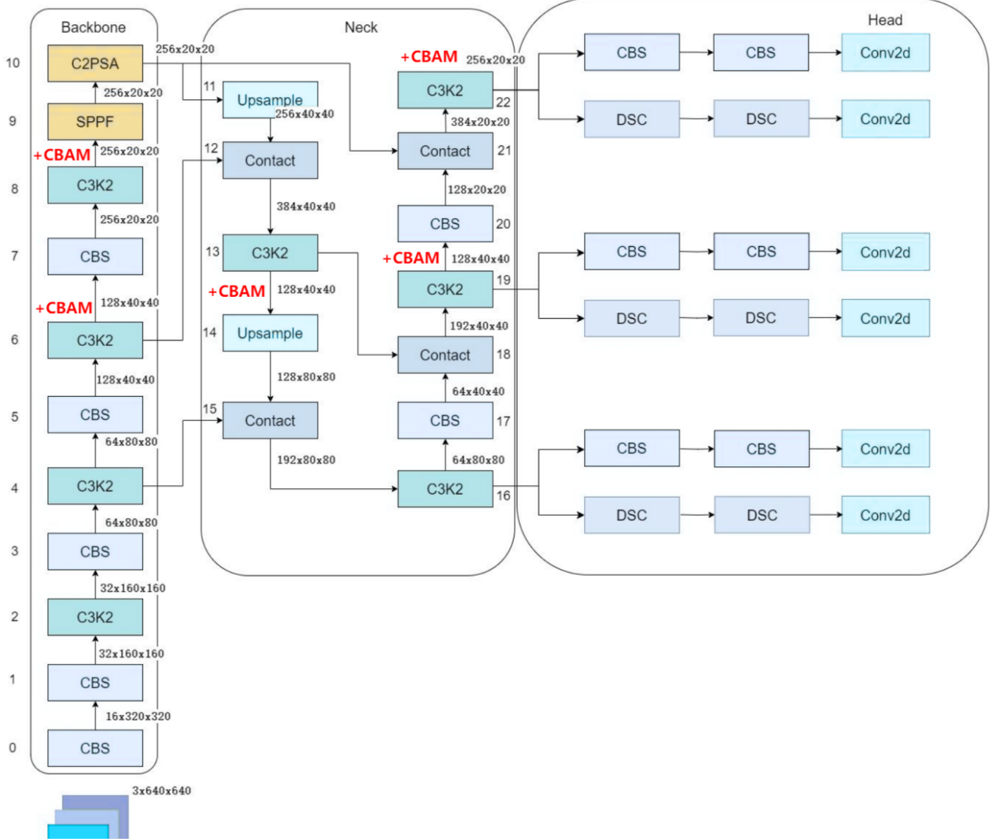 Backbone
10
C2PSA
256x20x20
256x20x20
9
SPPF
+CBAM
256x20x20
8
C3K2
256x20x20
7
CBS
+CBAM
128x40x40
6
C3K2
128x40x40
5
CBS
64x80x80
4
C3K2
64x80x80
3
CBS
32x160x160
2
C3K2
32x160x160
1
CBS
16x320x320
0
CBS
3x640x640
Neck
11
Upsample
256x40x40
12
Contact
384x40x40
13
C3K2
+CBAM
128x40x40
14
Upsample
128x80x80
15
Contact
192x80x80
+CBAM
256x20x20
C3K2
22
384x20x20
Contact
21
128x20x20
CBS
20
+CBAM
128x40x40
C3K2
19
192x40x40
Contact
18
64x40x40
CBS
17
64x80x80
C3K2
16
Head
CBS
CBS
Conv2d
DSC
DSC
Conv2d
CBS
CBS
Conv2d
DSC
DSC
Conv2d
CBS
CBS
Conv2d
DSC
DSC
Conv2d